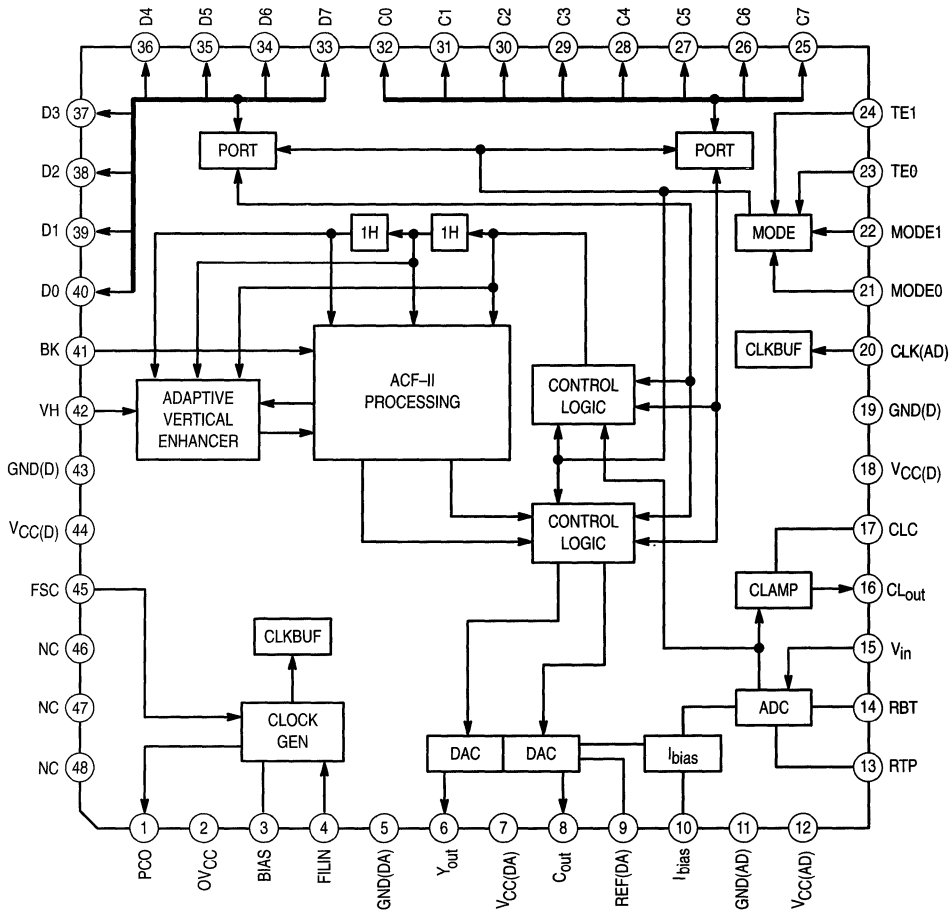 D4 D5 D6 D7 C0 C1 C2 C3 C4 C5 C6 C7
36 35 34 33 32 31 30 29 28 27 26 25
D3 37
24 TE1
PORT
PORT
D2 38
23 TE0
D1 39
1H
1H
MODE
22 MODE1
D0 40
21 MODE0
BK 41
CLKBUF
20 CLK(AD)
ACF–II
PROCESSING
CONTROL
LOGIC
ADAPTIVE
VERTICAL
ENHANCER
VH 42
19 GND(D)
GND(D) 43
18 VCC(D)
VCC(D) 44
CONTROL
LOGIC
17 CLC
FSC 45
CLAMP
16 CLout
NC 46
CLKBUF
15 Vin
NC 47
CLOCK
GEN
ADC
14 RBT
NC 48
DAC
DAC
Ibias
13 RTP
1 2 3 4 5 6 7 8 9 10 11 12
PCO OVCC BIAS FILIN GND(DA) Yout VCC(DA) Cout REF(DA) Ibias GND(AD) VCC(AD)